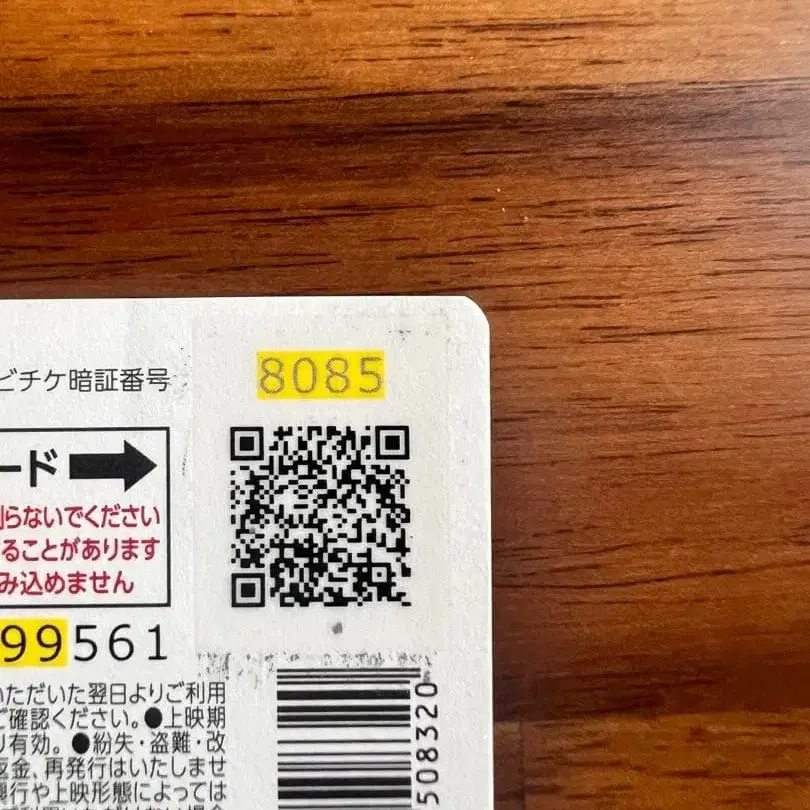 ビチケ暗証番号
8085
ード
らないでください
ることがあります
み込めません
99561
いただいた翌日よりご利用
ご確認ください。●上映期
り有効。●紛失・盗難・改
返金、再発行はいたしませ
興行や上映形態によっては
508320